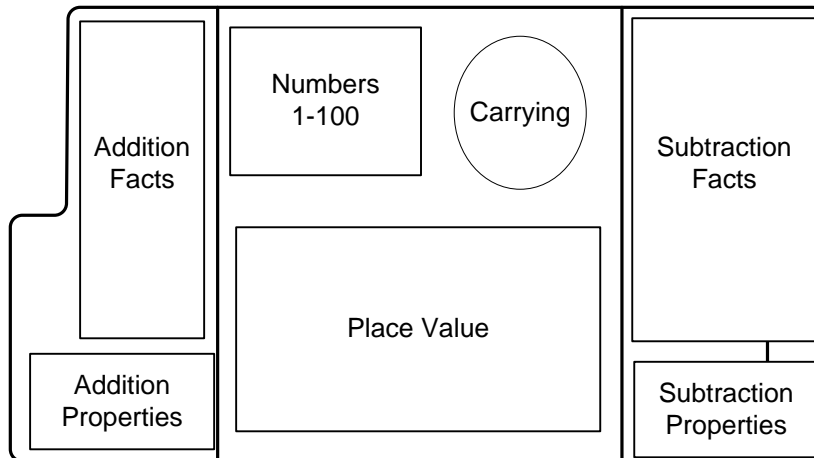 Addition
Facts
Numbers
1-100
Carrying
Subtraction
Facts
Place Value
Addition
Properties
Subtraction
Properties